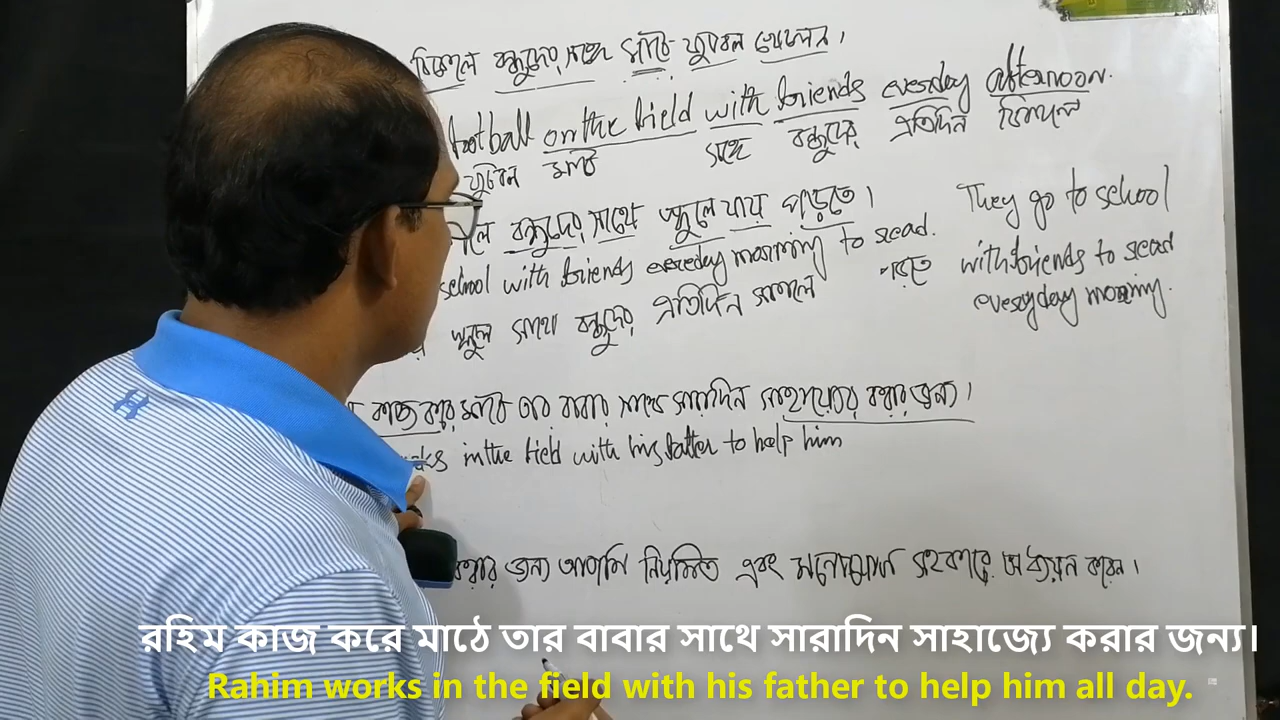 বিকেলে বন্ধুদের সঙ্গে মাঠে ফুটবল খেলেন।
football on the field with friends everyday afternoon.
ফুটবল মাঠে সঙ্গে বন্ধুদের প্রতিদিন বিকালে
বন্ধুদের সাথে স্কুলে যায় পড়তে।
school with friends everyday morning to read.
স্কুলে সাথে বন্ধুদের প্রতিদিন সকালে পড়তে
They go to school
with friends to read
everyday morning.
কাজ করে মাঠে তার বাবার সাথে সারাদিন সাহায্যের করার জন্য।
in the field with his father to help him
করার জন্য আপনি নিয়মিত এবং মনোযোগ সহকারে অধ্যয়ন করেন।
রহিম কাজ করে মাঠে তার বাবার সাথে সারাদিন সাহাজ্যে করার জন্য।
Rahim works in the field with his father to help him all day.